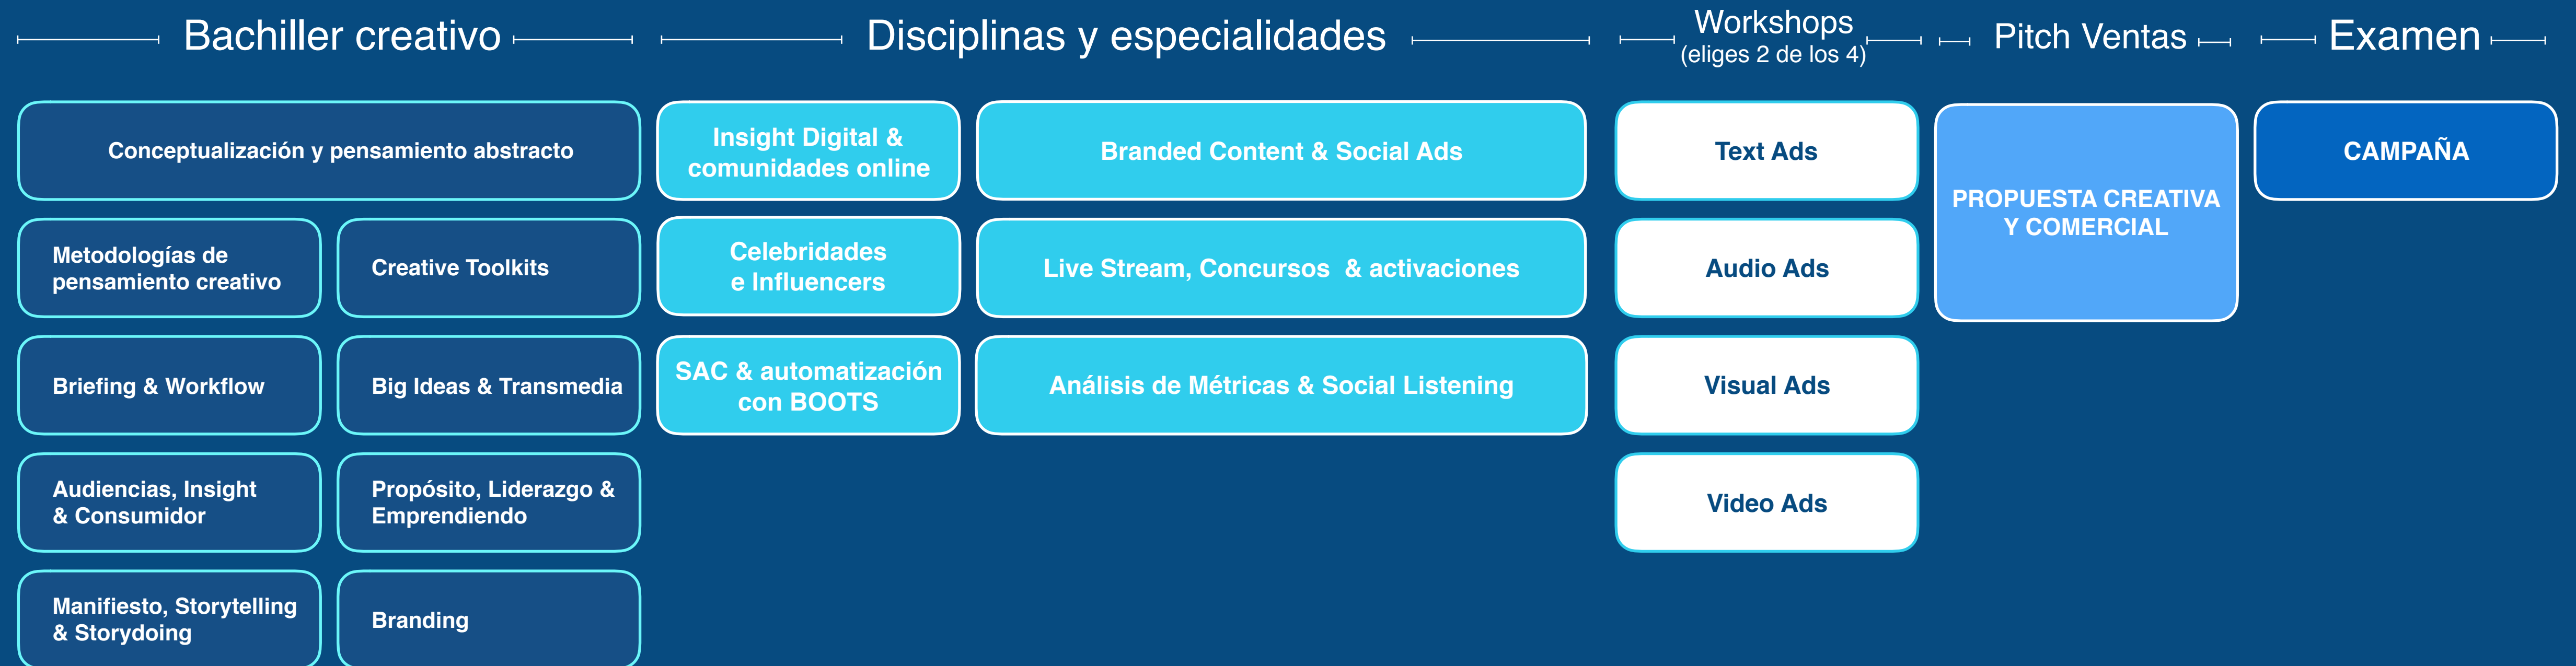 Bachiller creativo
Disciplinas y especialidades
Workshops
(eliges 2 de los 4)
Pitch Ventas
Examen
Conceptualización y pensamiento abstracto
Metodologías de
pensamiento creativo
Creative Toolkits
Briefing & Workflow
Big Ideas & Transmedia
Audiencias, Insight
& Consumidor
Propósito, Liderazgo &
Emprendiendo
Manifiesto, Storytelling
& Storydoing
Branding
Insight Digital &
comunidades online
Branded Content & Social Ads
Celebridades
e Influencers
Live Stream, Concursos  & activaciones
SAC & automatización
con BOOTS
Análisis de Métricas & Social Listening
Text Ads
Audio Ads
Visual Ads
Video Ads
PROPUESTA CREATIVA
Y COMERCIAL
CAMPAÑA